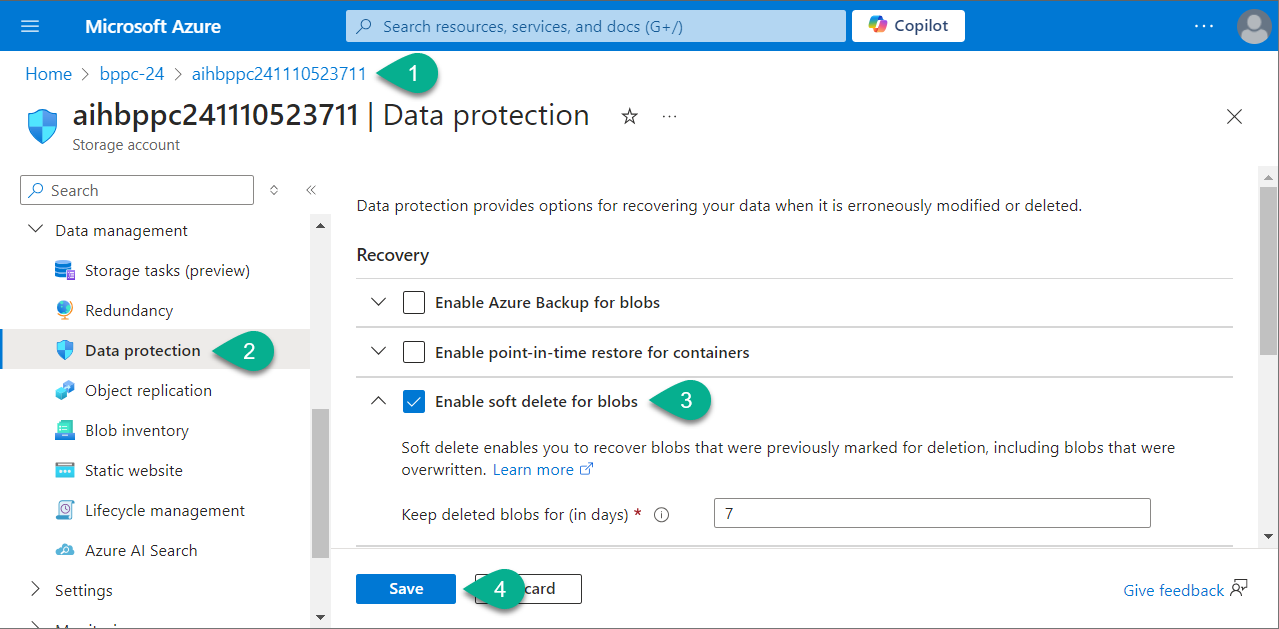 Microsoft Azure
Search resources, services, and docs (G+/)
Copilot
Home > bppc-24 > aihbppc241110523711
1
aihbppc241110523711 | Data protection
Storage account
Search
Data management
Storage tasks (preview)
Redundancy
Data protection
2
Object replication
Blob inventory
Static website
Lifecycle management
Azure AI Search
Settings
Data protection provides options for recovering your data when it is erroneously modified or deleted.
Recovery
Enable Azure Backup for blobs
Enable point-in-time restore for containers
Enable soft delete for blobs
3
Soft delete enables you to recover blobs that were previously marked for deletion, including blobs that were
overwritten. Learn more
Keep deleted blobs for (in days) *
7
Save
4
card
Give feedback